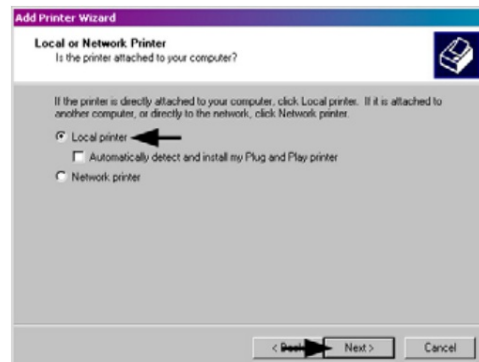 Add Printer Wizard
Local or Network Printer
Is the printer attached to your computer?
If the printer is directly attached to your computer, click Local printer. If it is attached to
another computer, or directly to the network, click Network printer.
Local printer
Automatically detect and install my Plug and Play printer
Network printer
< Back Next > Cancel